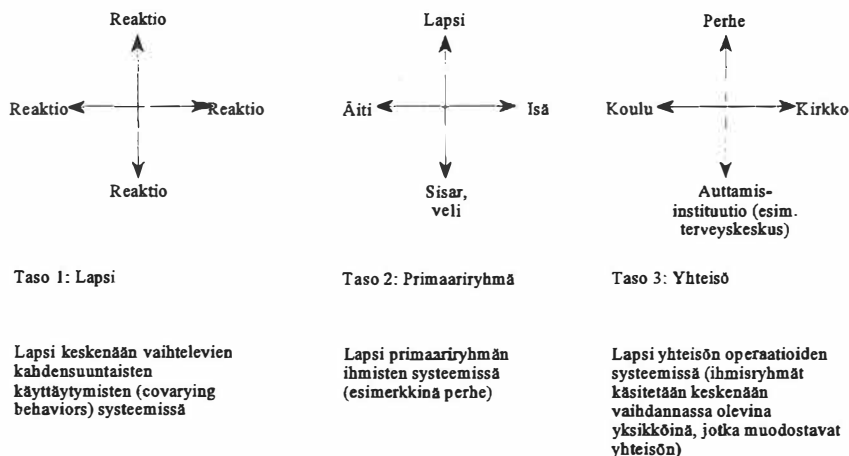 Reaktio
Reaktio
Reaktio
Reaktio
Lapsi
Äiti
Isä
Sisar,
veli
Perhe
Koulu
Kirkko
Auttamis-
instituutio (esim.
terveyskeskus)
Taso 1: Lapsi
Taso 2: Primaariryhmä
Taso 3: Yhteisö
Lapsi keskenään vaihtelevien
kahdensuuntaisten
käyttäytymisten (covarying
behaviors) systeemissä
Lapsi primaariryhmän
ihmisten systeemissä
(esimerkkinä perhe)
Lapsi yhteisön operaatioiden
systeemissä (ihmisryhmät
käsitetään keskenään
vaihdannassa olevina
yksikköinä, jotka muodostavat
yhteisön)